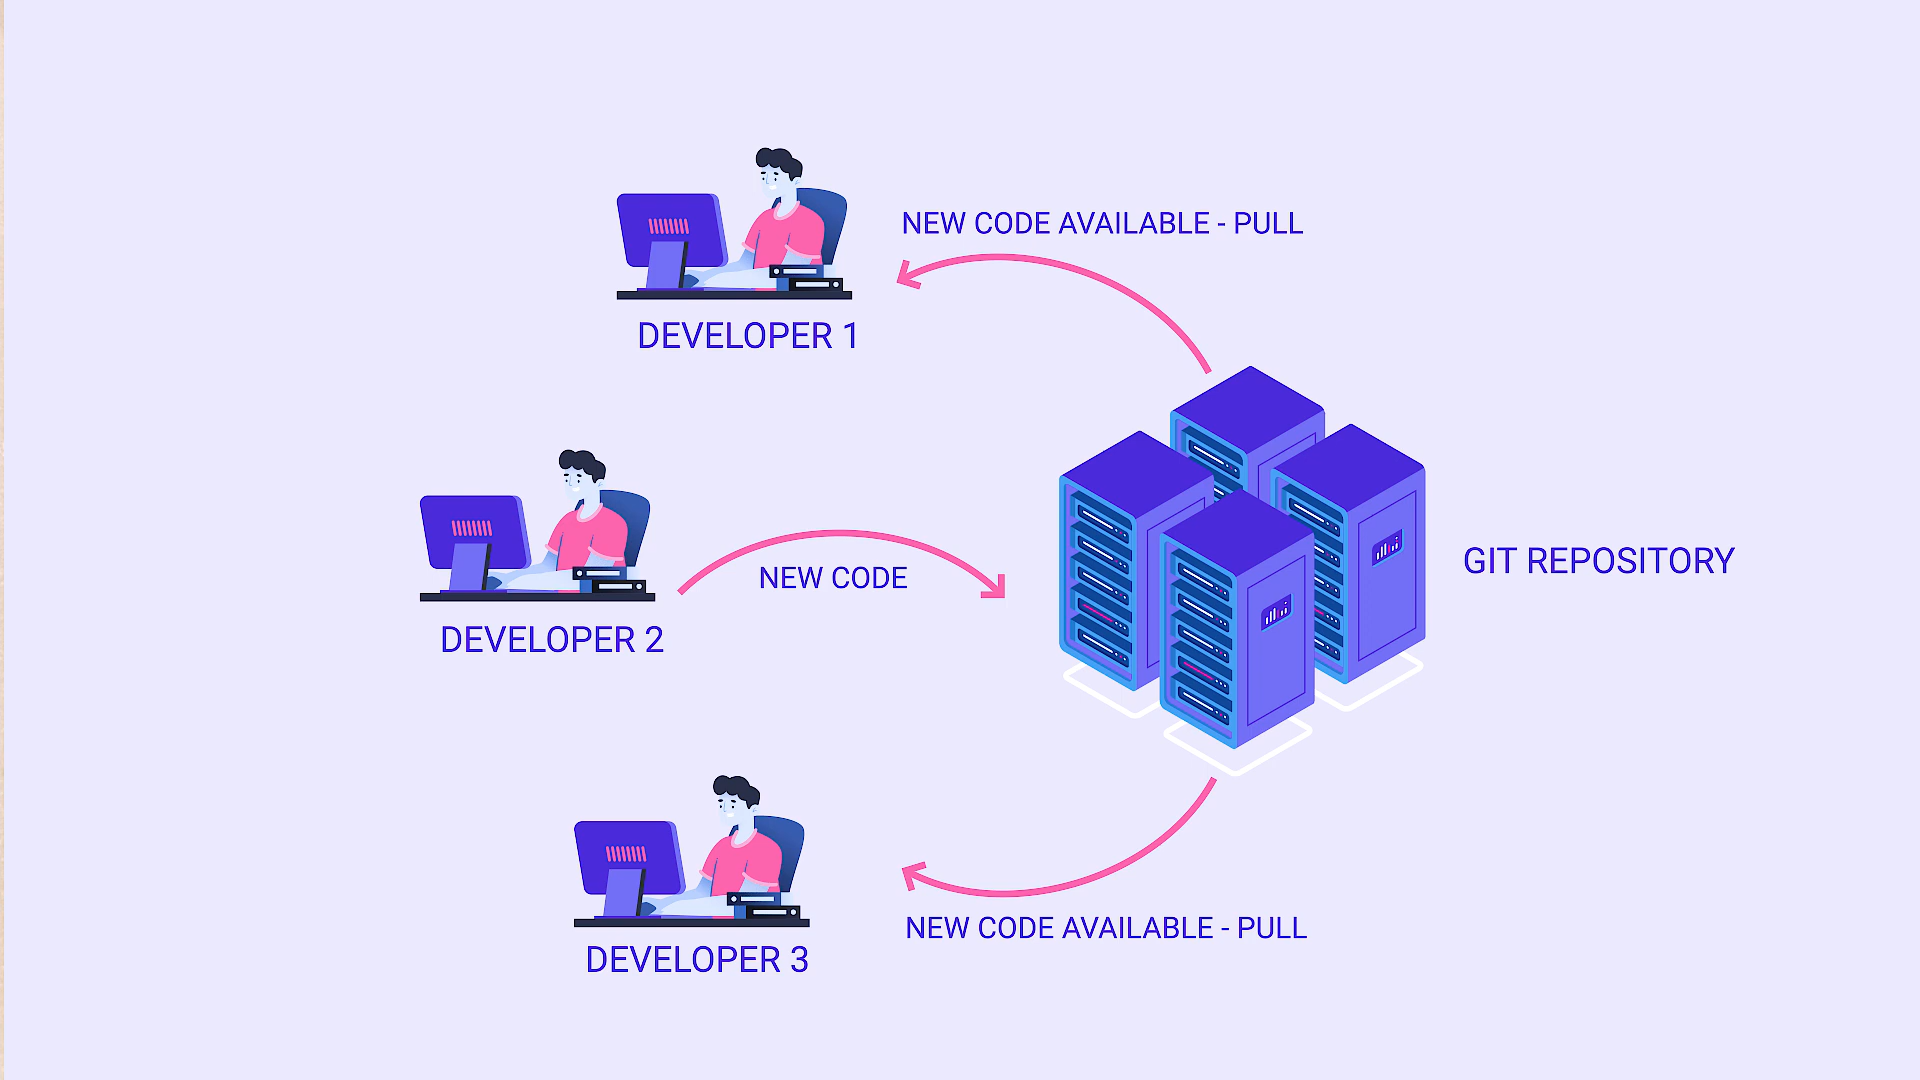 NEW CODE AVAILABLE - PULL
DEVELOPER 1
GIT REPOSITORY
NEW CODE
DEVELOPER 2
NEW CODE AVAILABLE - PULL
DEVELOPER 3